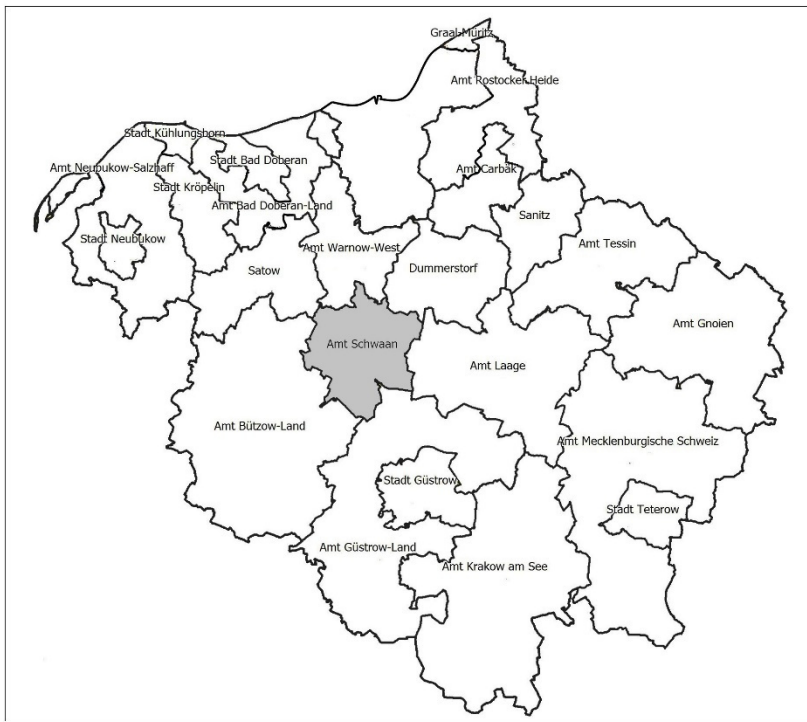 Graal-Müritz
Amt Rostocker Heide
Stadt Kühlungsborn
Stadt Bad Doberan
Amt Neubukow-Salzhaff
Amt Carbäk
Stadt Kröpelin
Amt Bad Doberan-Land
Sanitz
Stadt Neubukow
Amt Warnow-West
Amt Tessin
Satow
Dummerstorf
Amt Gnoien
Amt Schwaan
Amt Laage
Amt Bützow-Land
Amt Mecklenburgische Schweiz
Stadt Güstrow
Stadt Teterow
Amt Güstrow-Land
Amt Krakow am See